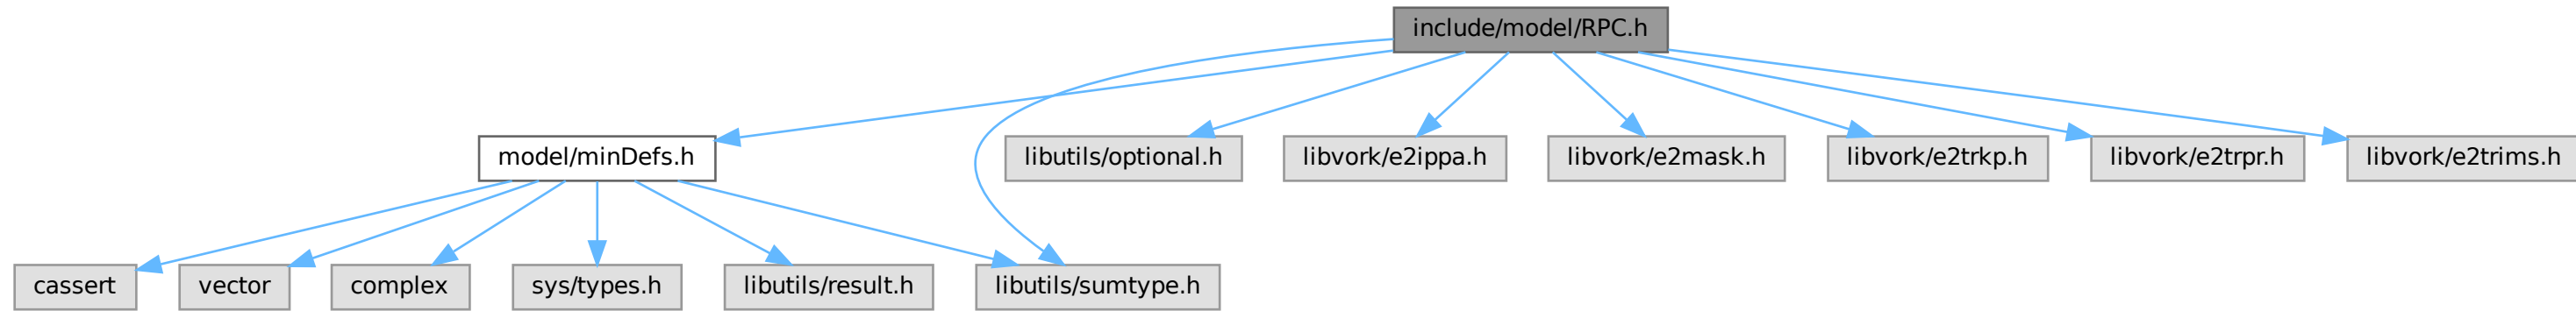 include/model/RPC.h
model/minDefs.h
libutils/optional.h
libvork/e2ippa.h
libvork/e2mask.h
libvork/e2trkp.h
libvork/e2trpr.h
libvork/e2trims.h
cassert
vector
complex
sys/types.h
libutils/result.h
libutils/sumtype.h